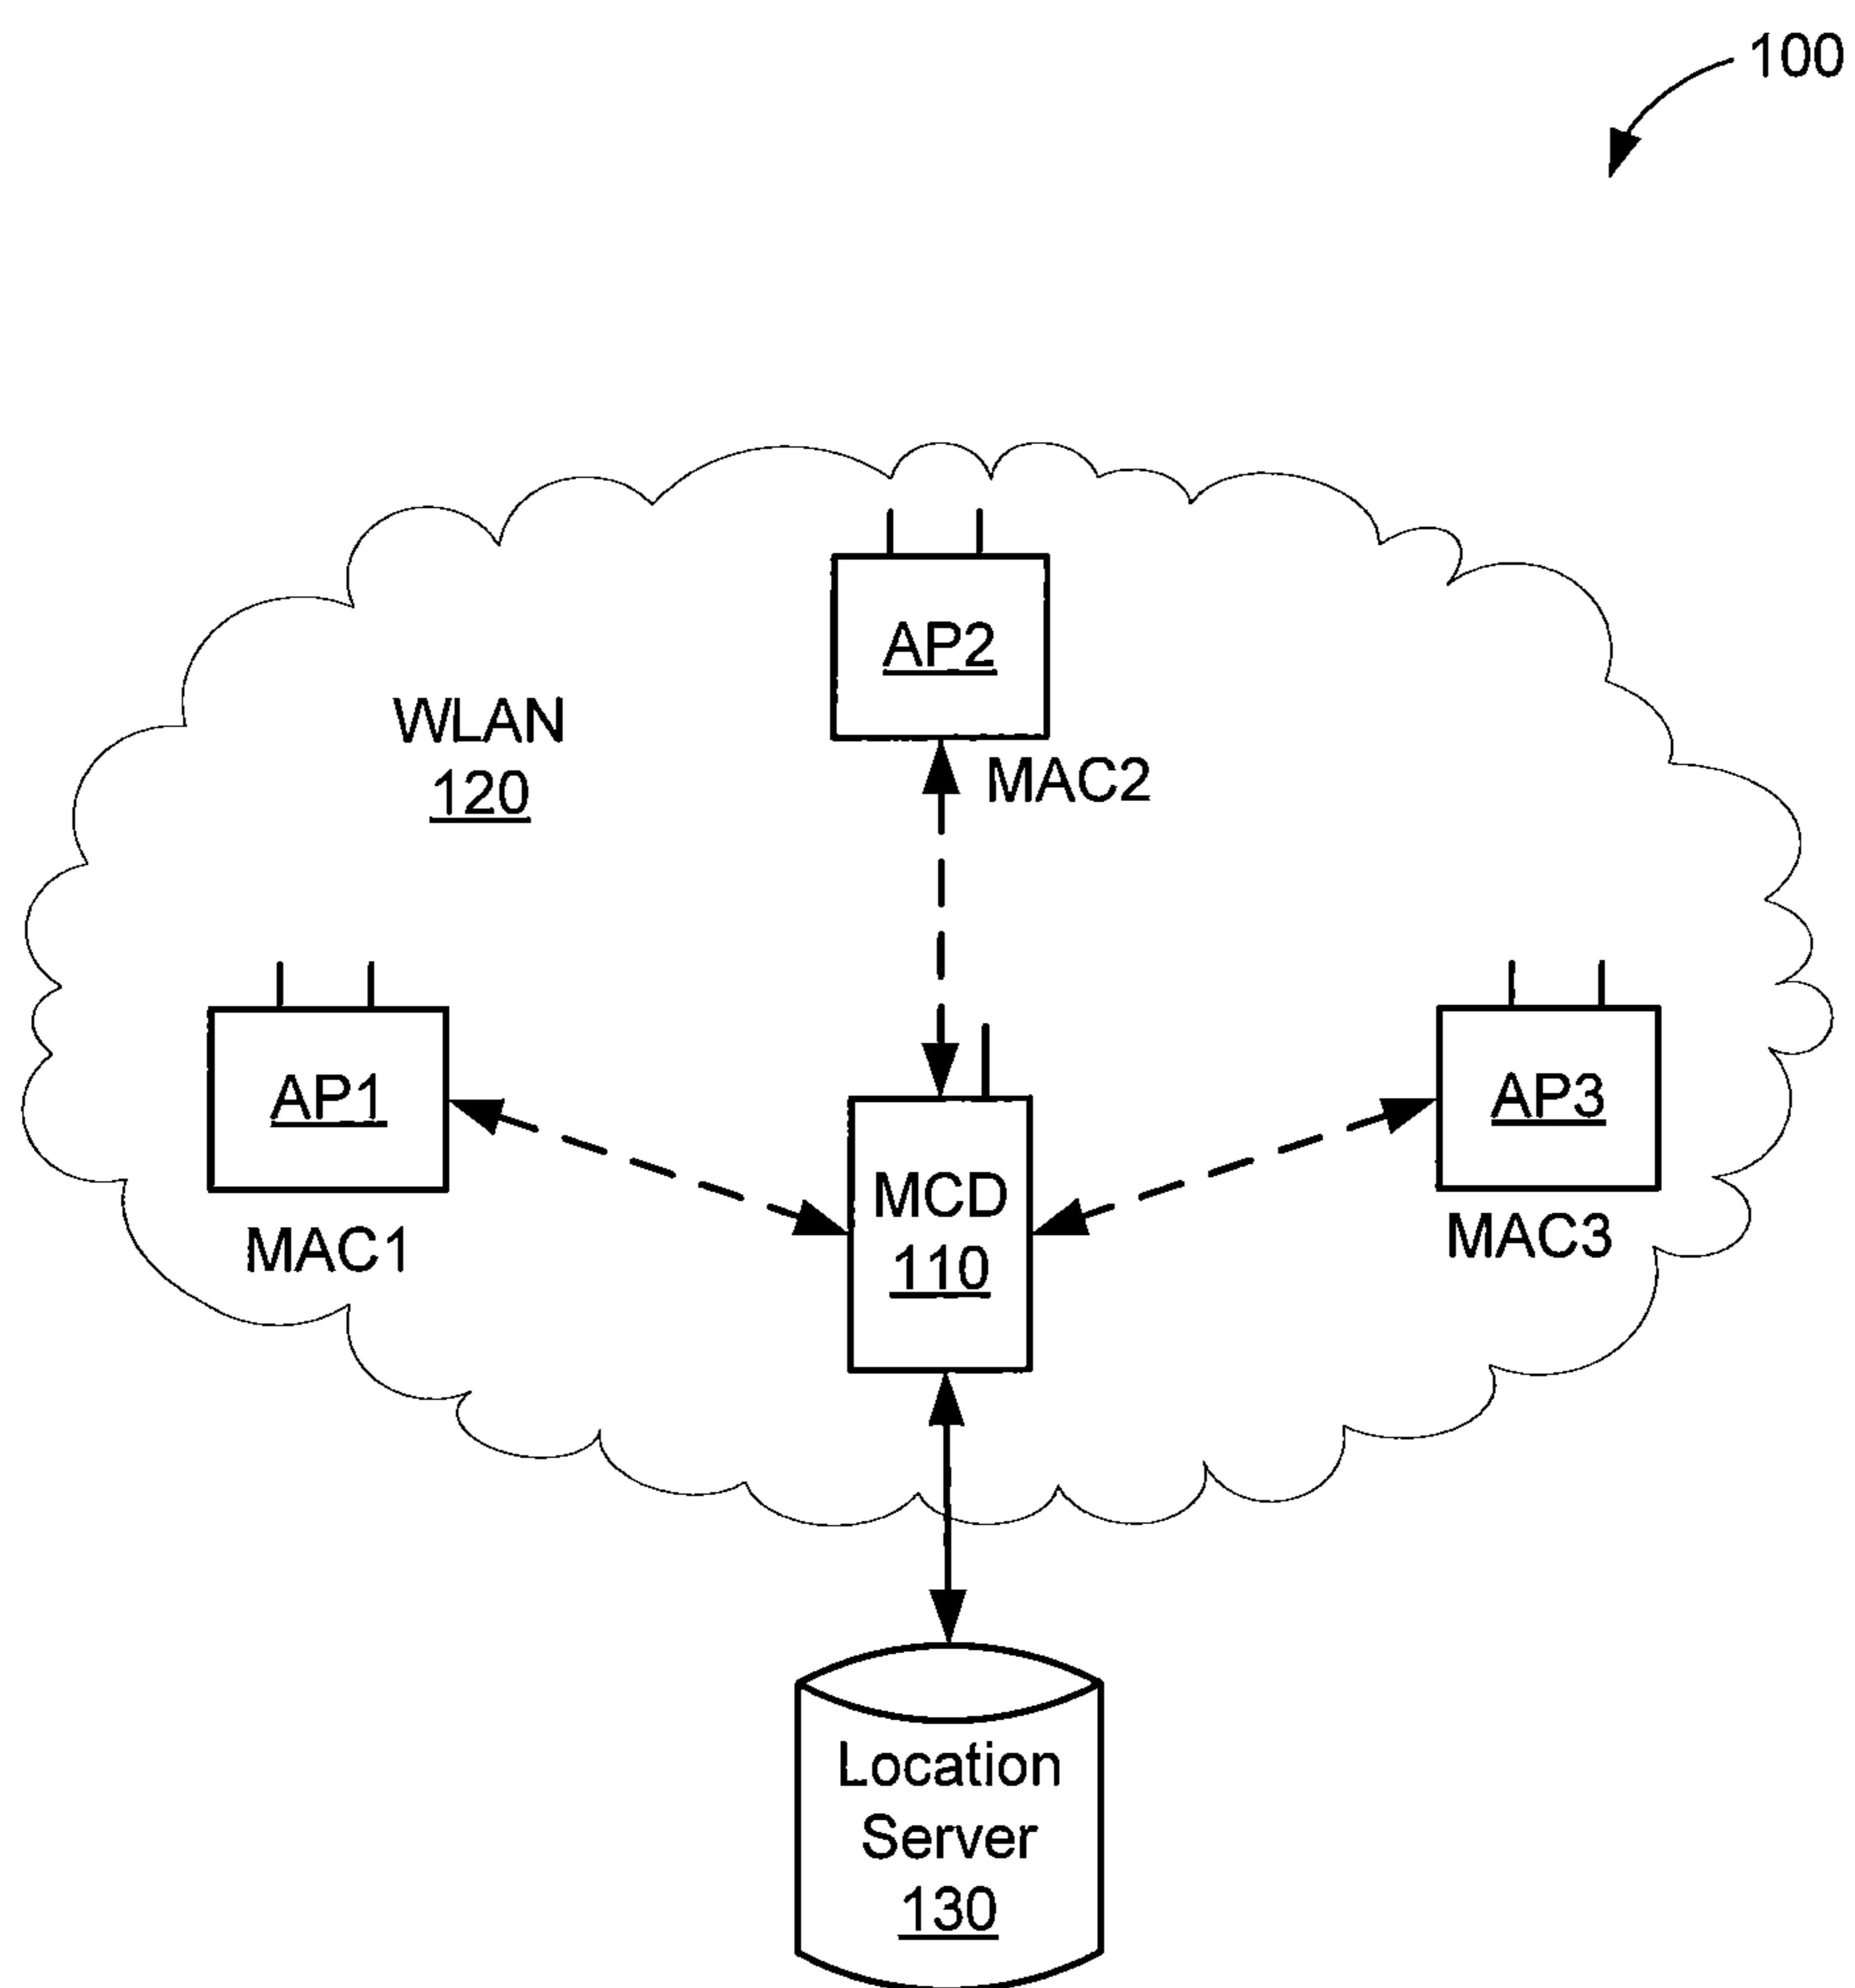 100
AP2
WLAN
120
MAC2
AP1
AP3
MCD
110
MAC1
MAC3
Location
Server
130